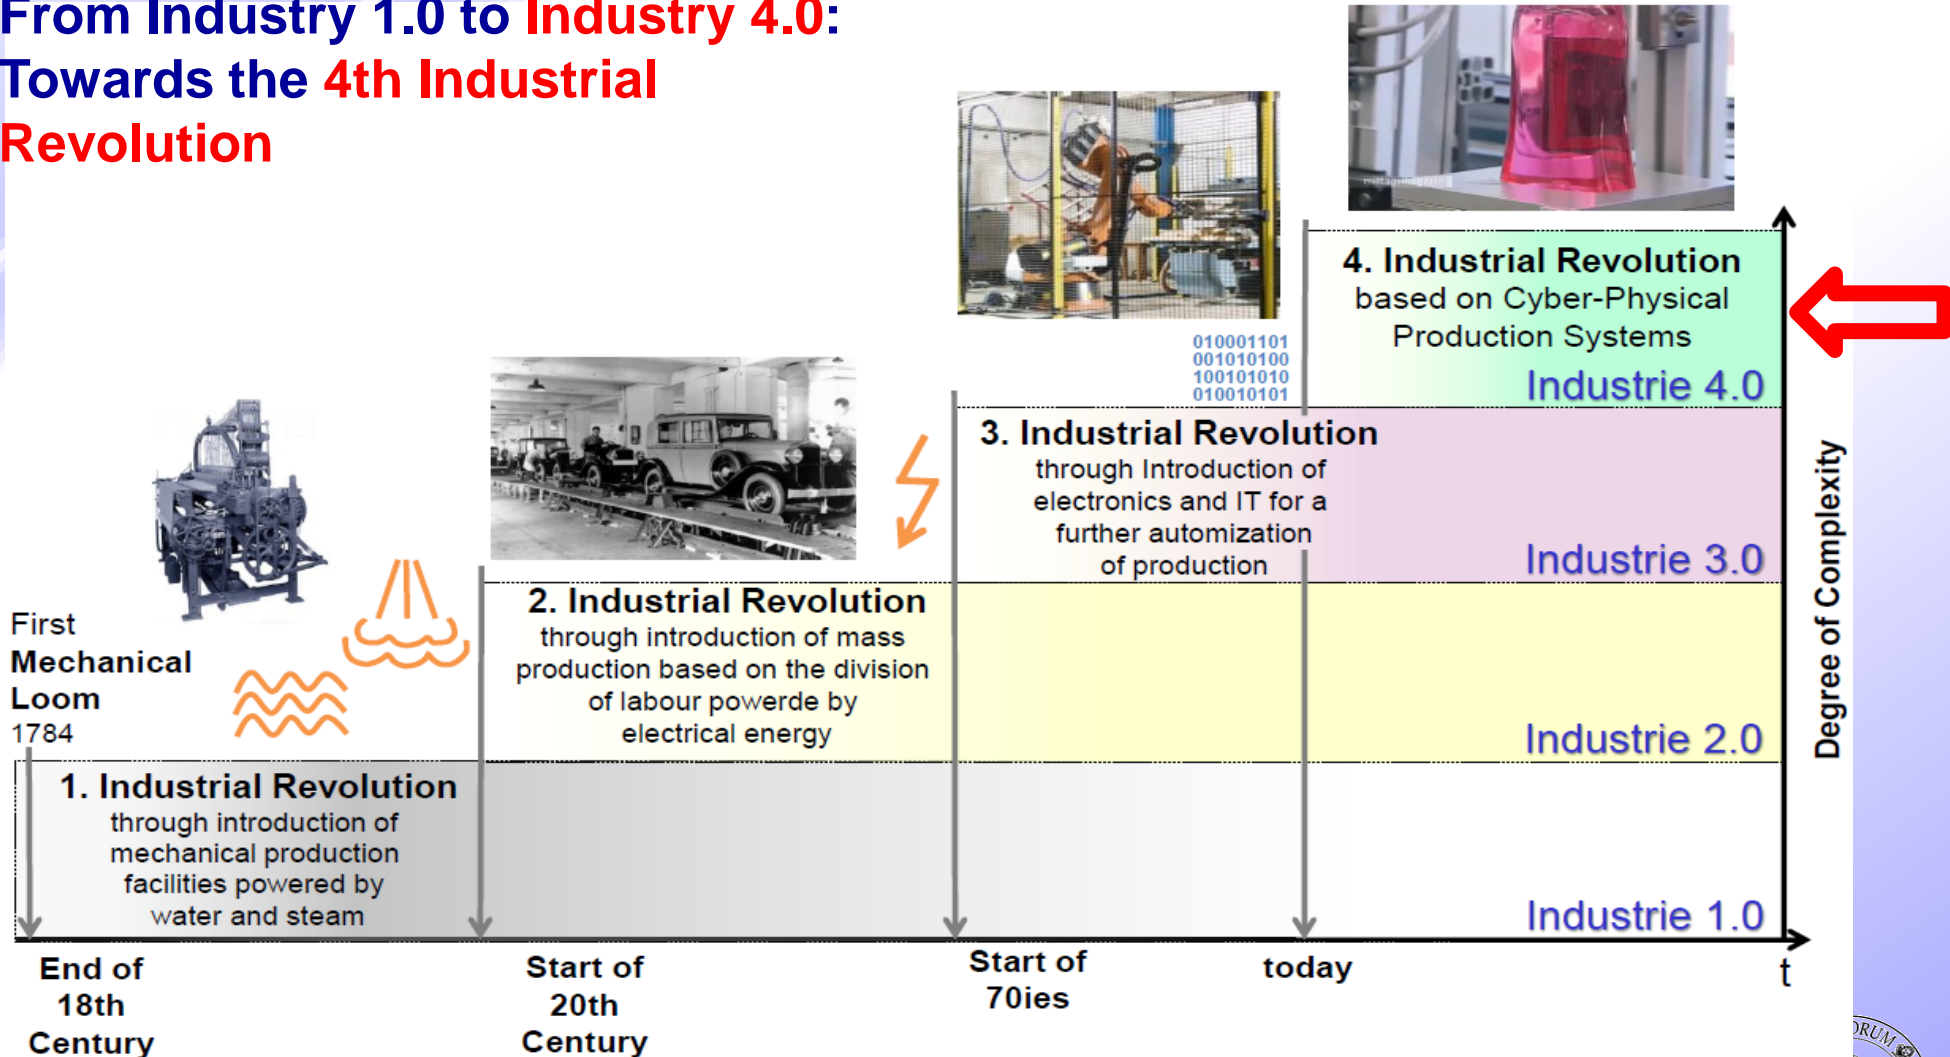 From Industry 1.0 to Industry 4.0:
Towards the 4th Industrial
Revolution
mittagsmagazin
4. Industrial Revolution
based on Cyber-Physical
Production Systems
Industrie 4.0
010001101
001010100
100101010
010010101
3. Industrial Revolution
through Introduction of
electronics and IT for a
further automization
of production
Industrie 3.0
2. Industrial Revolution
through introduction of mass
production based on the division
of labour powerde by
electrical energy
Industrie 2.0
First
Mechanical
Loom
1784
1. Industrial Revolution
through introduction of
mechanical production
facilities powered by
water and steam
Industrie 1.0
Degree of Complexity
End of
18th
Century
Start of
20th
Century
Start of
70ies
today
t